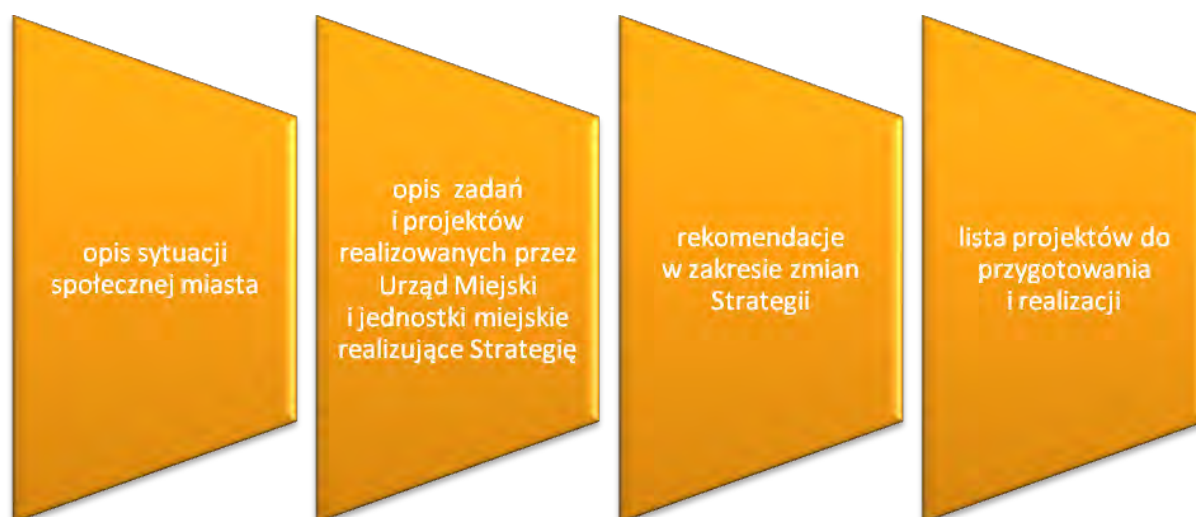 opis sytuacji
społecznej miasta
opis zadań
i projektów
realizowanych przez
Urząd Miejski
i jednostki miejskie
realizujące Strategię
rekomendacje
w zakresie zmian
Strategii
lista projektów do
przygotowania
i realizacji